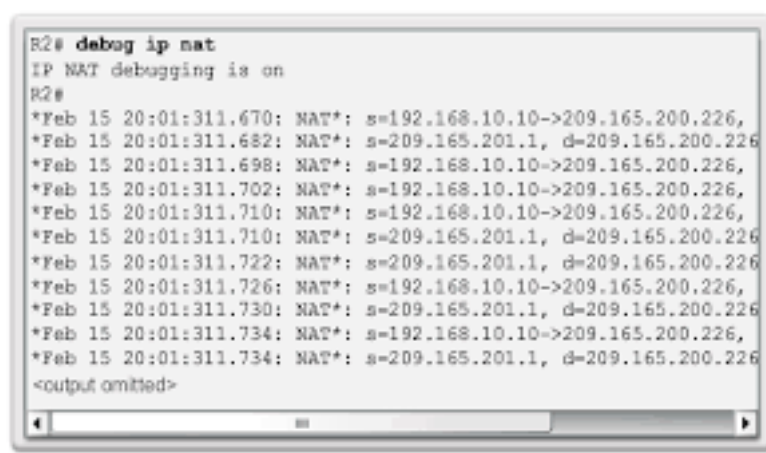 R2# debug ip nat
IP NAT debugging is on
R2#
*Feb 15 20:01:311.670: NAT*: s=192.168.10.10->209.165.200.226,
*Feb 15 20:01:311.682: NAT*: s=209.165.201.1, d=209.165.200.226
*Feb 15 20:01:311.698: NAT*: s=192.168.10.10->209.165.200.226,
*Feb 15 20:01:311.702: NAT*: s=192.168.10.10->209.165.200.226,
*Feb 15 20:01:311.710: NAT*: s=192.168.10.10->209.165.200.226,
*Feb 15 20:01:311.710: NAT*: s=209.165.201.1, d=209.165.200.226
*Feb 15 20:01:311.722: NAT*: s=209.165.201.1, d=209.165.200.226
*Feb 15 20:01:311.726: NAT*: s=192.168.10.10->209.165.200.226,
*Feb 15 20:01:311.730: NAT*: s=209.165.201.1, d=209.165.200.226
*Feb 15 20:01:311.734: NAT*: s=192.168.10.10->209.165.200.226,
*Feb 15 20:01:311.734: NAT*: s=209.165.201.1, d=209.165.200.226
<output omitted>